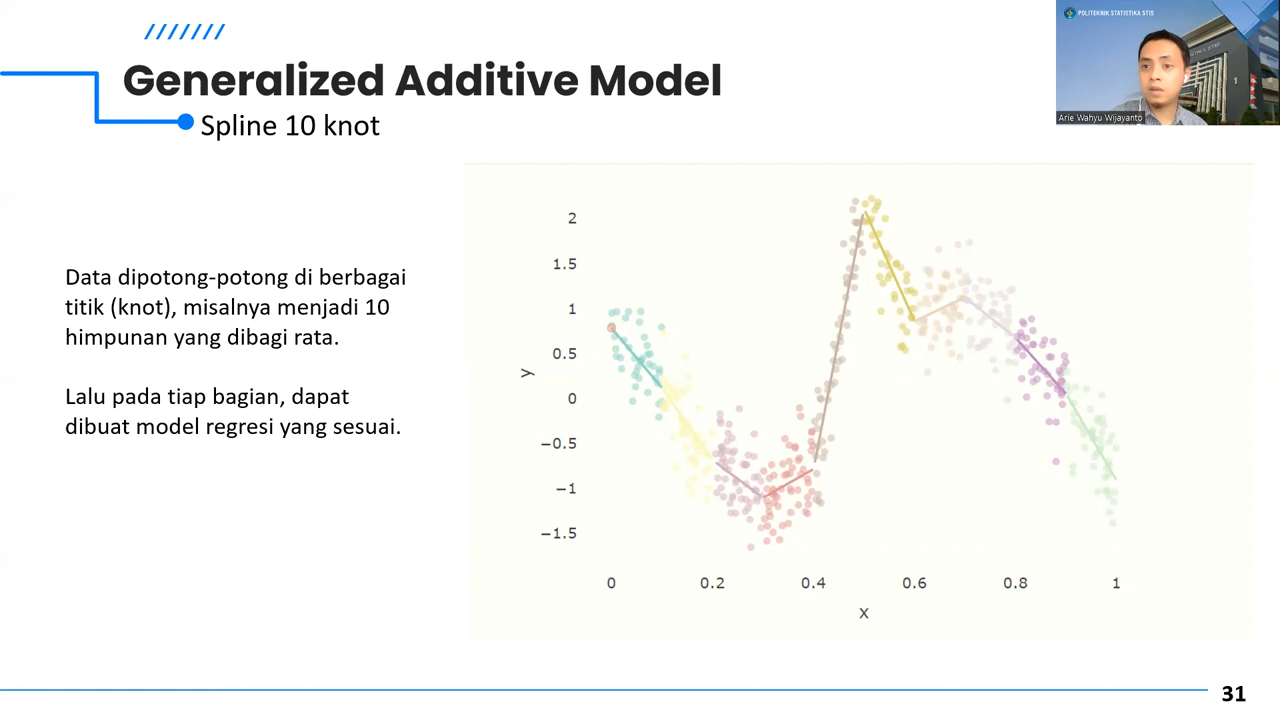 POLITEKNIK STATISTIKA STIS
Arie Wahyu Wijayanto
Generalized Additive Model
Spline 10 knot
Data dipotong-potong di berbagai
titik (knot), misalnya menjadi 10
himpunan yang dibagi rata.
Lalu pada tiap bagian, dapat
dibuat model regresi yang sesuai.
2
1.5
1
0.5
0
−0.5
−1
−1.5
y
0 0.2 0.4 0.6 0.8 1
x
31